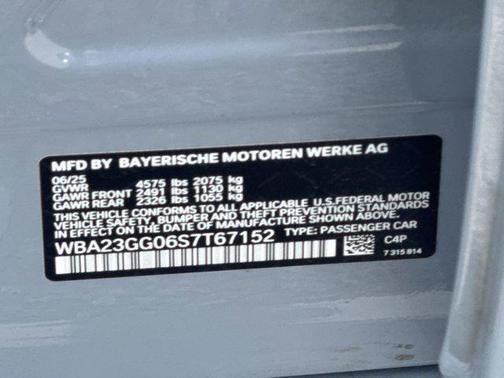 MFD BY BAYERISCHE MOTOREN WERKE AG
06/25
GVWR 4575 lbs 2075 kg
GAWR FRONT 2491 lbs 1130 kg
GAWR REAR 2326 lbs 1055 kg
THIS VEHICLE CONFORMS TO ALL APPLICABLE U.S. FEDERAL MOTOR
VEHICLE SAFETY, BUMPER, AND THEFT PREVENTION STANDARDS
IN EFFECT ON THE DATE OF MANUFACTURE SHOWN ABOVE.
WBA23GG06S7T67152 TYPE: PASSENGER CAR
C4P
7 315 814